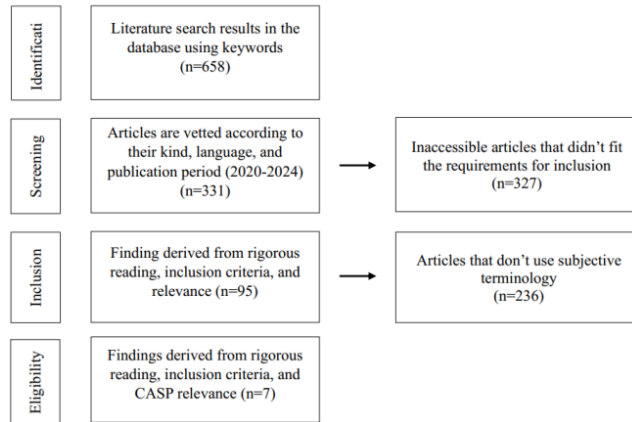 Identificati
Literature search results in the
database using keywords
(n=658)
Screening
Articles are vetted according to
their kind, language, and
publication period (2020-2024)
(n=331)
Inaccessible articles that didn't fit
the requirements for inclusion
(n=327)
Inclusion
Finding derived from rigorous
reading, inclusion criteria, and
relevance (n=95)
Articles that don't use subjective
terminology
(n=236)
Eligibility
Findings derived from rigorous
reading, inclusion criteria, and
CASP relevance (n=7)